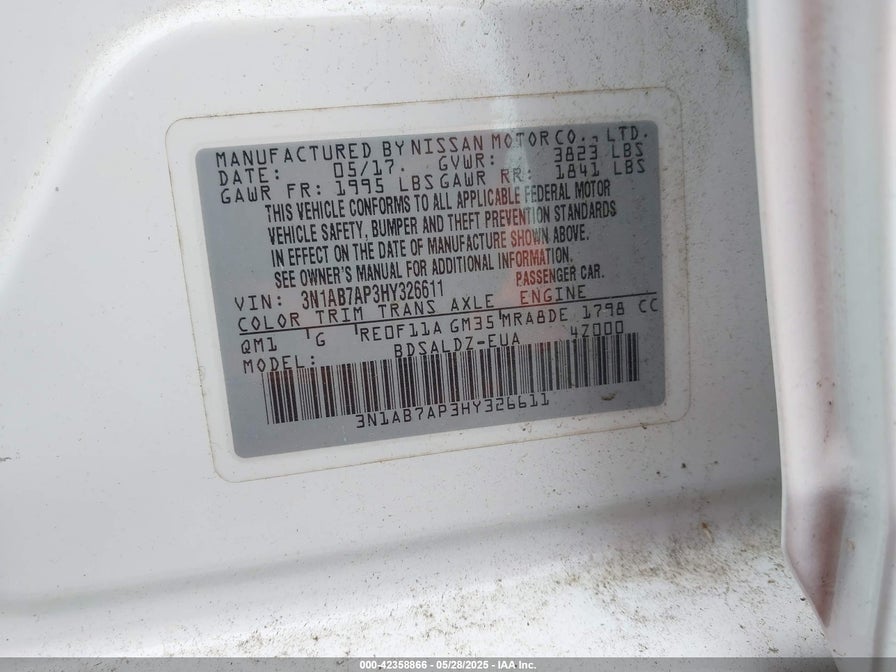 MANUFACTURED BY NISSAN MOTOR CO., LTD.
DATE: 05/17. GVWR: 3823 LBS
GAWR FR: 1995 LBS GAWR RR: 1841 LBS
THIS VEHICLE CONFORMS TO ALL APPLICABLE FEDERAL MOTOR
VEHICLE SAFETY, BUMPER AND THEFT PREVENTION STANDARDS
IN EFFECT ON THE DATE OF MANUFACTURE SHOWN ABOVE.
SEE OWNER'S MANUAL FOR ADDITIONAL INFORMATION.
VIN: 3N1AB7AP3HY326611 PASSENGER CAR.
COLOR TRIM TRANS AXLE ENGINE
QM1 G RE0F11A GM35 MRA8DE 1798 CC
MODEL: BDSALDZ-EUA 4Z000
3N1AB7AP3HY326611
000-42358866 - 05/28/2025 - IAA Inc.